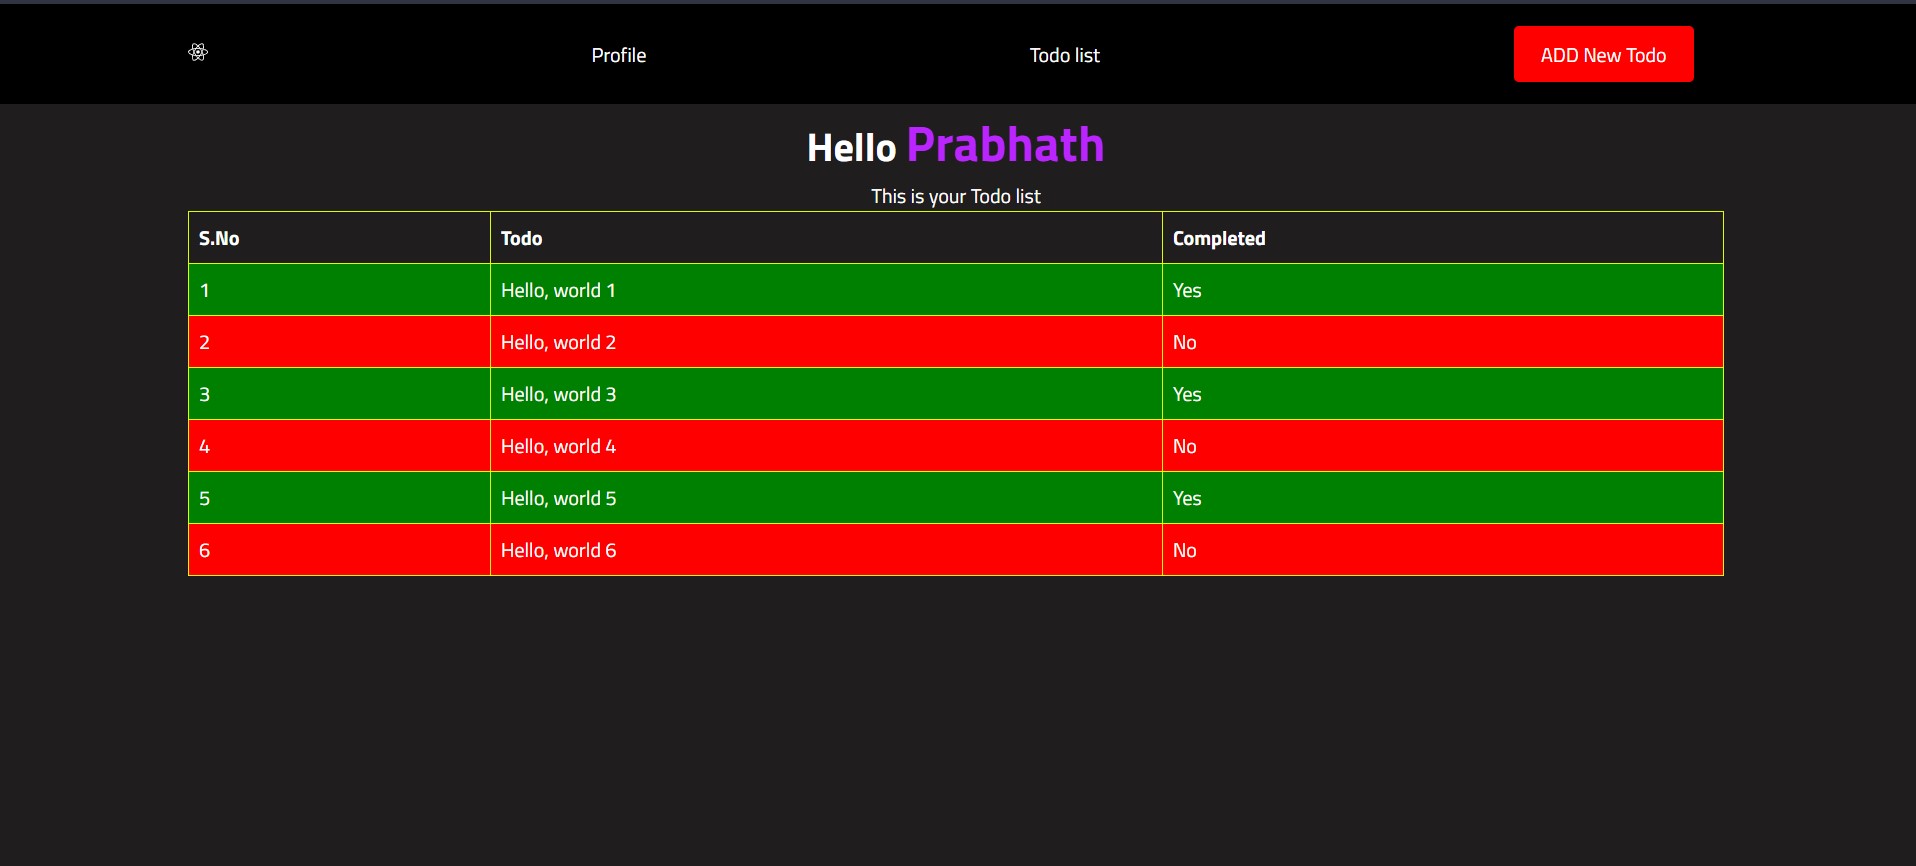 Profile Todo list ADD New Todo
Hello Prabhath
This is your Todo list
S.No Todo Completed
1 Hello, world 1 Yes
2 Hello, world 2 No
3 Hello, world 3 Yes
4 Hello, world 4 No
5 Hello, world 5 Yes
6 Hello, world 6 No